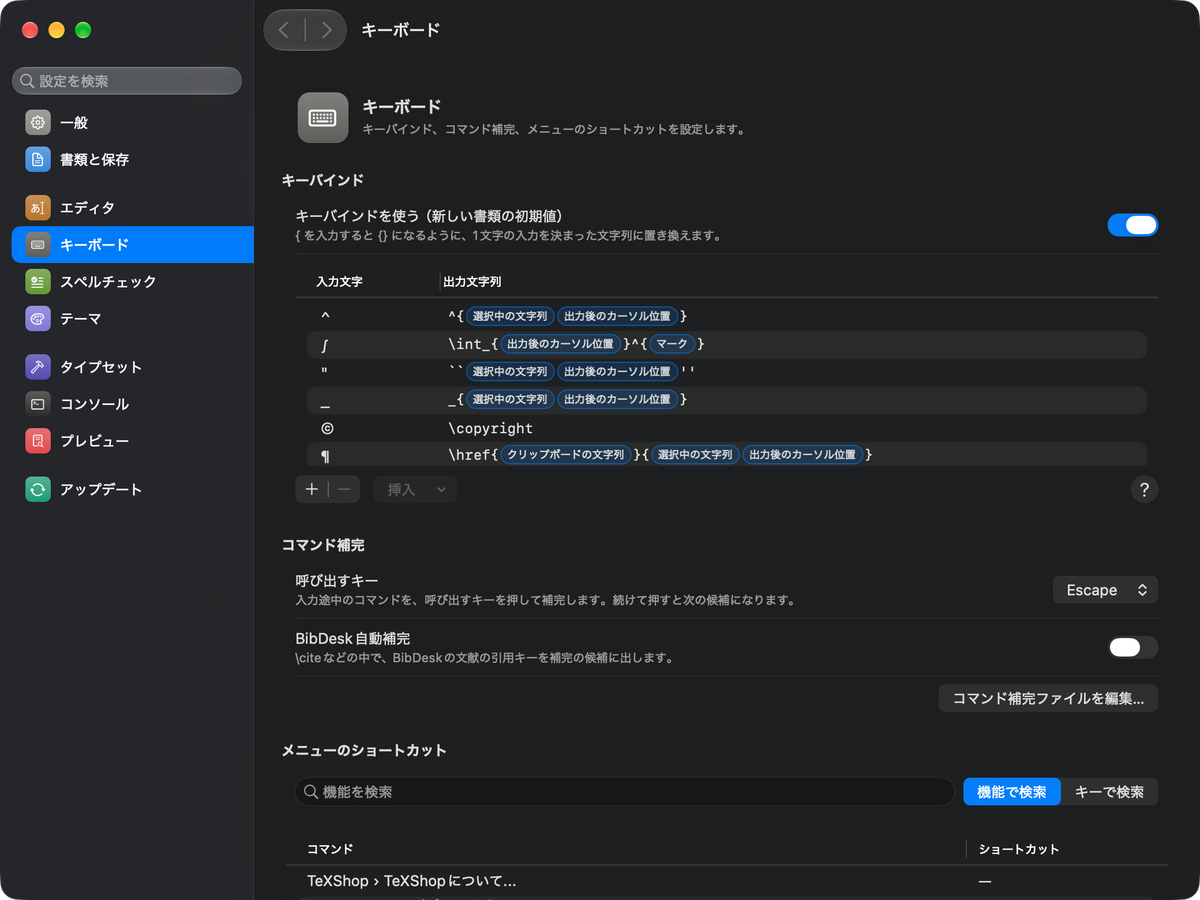 キーボード
設定を検索
一般
書類と保存
エディタ
キーボード
スペルチェック
テーマ
タイプセット
コンソール
プレビュー
アップデート
キーボード
キーバインド、コマンド補完、メニューのショートカットを設定します。
キーバインド
キーバインドを使う（新しい書類の初期値）
{ を入力すると {} になるように、1文字の入力を決まった文字列に置き換えます。
入力文字 出力文字列
^ ^{選択中の文字列 出力後のカーソル位置}
∫ \int_{出力後のカーソル位置}^{マーク}
" ``選択中の文字列 出力後のカーソル位置''
_ _{選択中の文字列 出力後のカーソル位置}
© \copyright
¶ \href{クリップボードの文字列}{選択中の文字列 出力後のカーソル位置}
+ − 挿入 ?
コマンド補完
呼び出すキー
入力途中のコマンドを、呼び出すキーを押して補完します。続けて押すと次の候補になります。
Escape
BibDesk 自動補完
\cite などの中で、BibDesk の文献の引用キーを補完の候補に出します。
コマンド補完ファイルを編集...
メニューのショートカット
機能を検索 機能で検索 キーで検索
コマンド ショートカット
TeXShop › TeXShop について... —